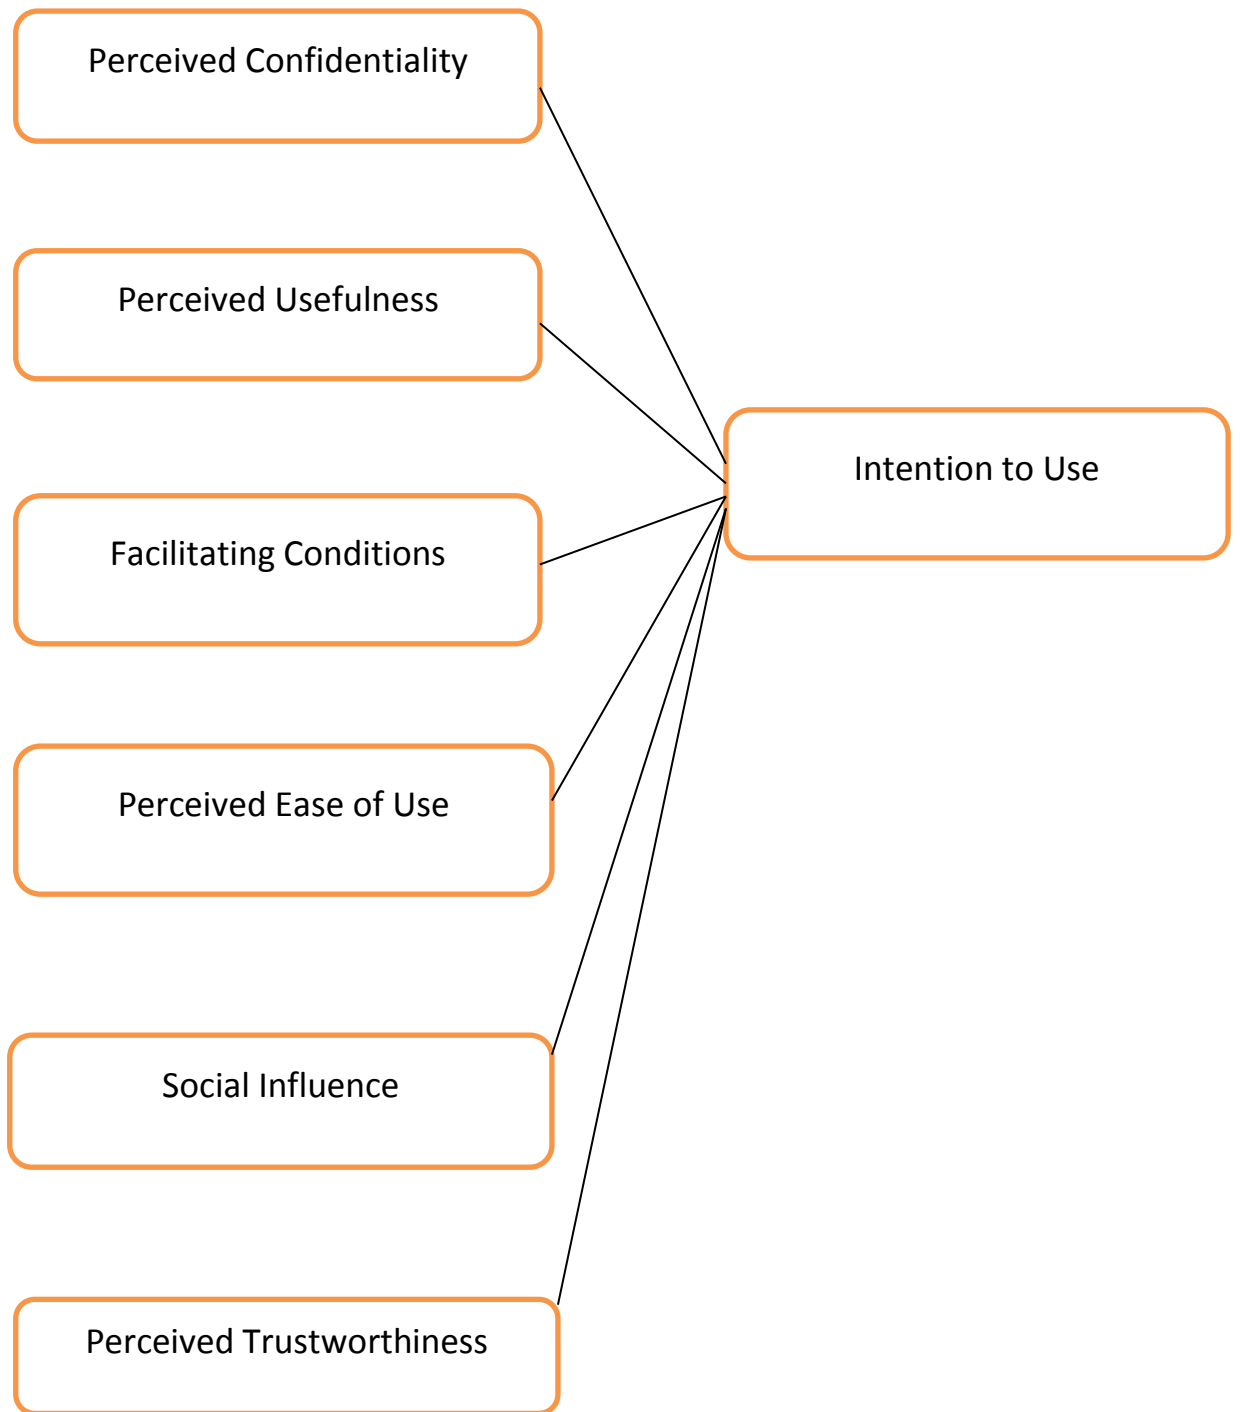 Perceived Confidentiality
Perceived Usefulness
Intention to Use
Facilitating Conditions
Perceived Ease of Use
Social Influence
Perceived Trustworthiness